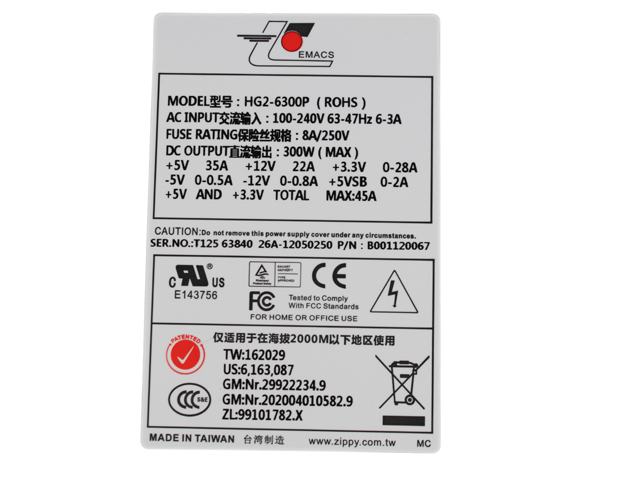 EMACS
MODEL型号：HG2-6300P （ROHS）
AC INPUT交流输入：100-240V 63-47Hz 6-3A
FUSE RATING保险丝规格：8A/250V
DC OUTPUT直流输出：300W（MAX）
+5V 35A +12V 22A +3.3V 0-28A
-5V 0-0.5A -12V 0-0.8A +5VSB 0-2A
+5V AND +3.3V TOTAL MAX:45A
CAUTION:Do not remove this power supply cover under any circumstances.
SER.NO.:T125 63840 26A-12050250 P/N : B001120067
C UL US
E143756
CE
FC Tested to Comply
With FCC Standards
FOR HOME OR OFFICE USE
PATENTED
仅适用于在海拔2000M以下地区使用
TW:162029
US:6,163,087
GM:Nr.29922234.9
GM:Nr.202004010582.9
ZL:99101782.X
CCC S&E
MADE IN TAIWAN 台湾制造 www.zippy.com.tw MC